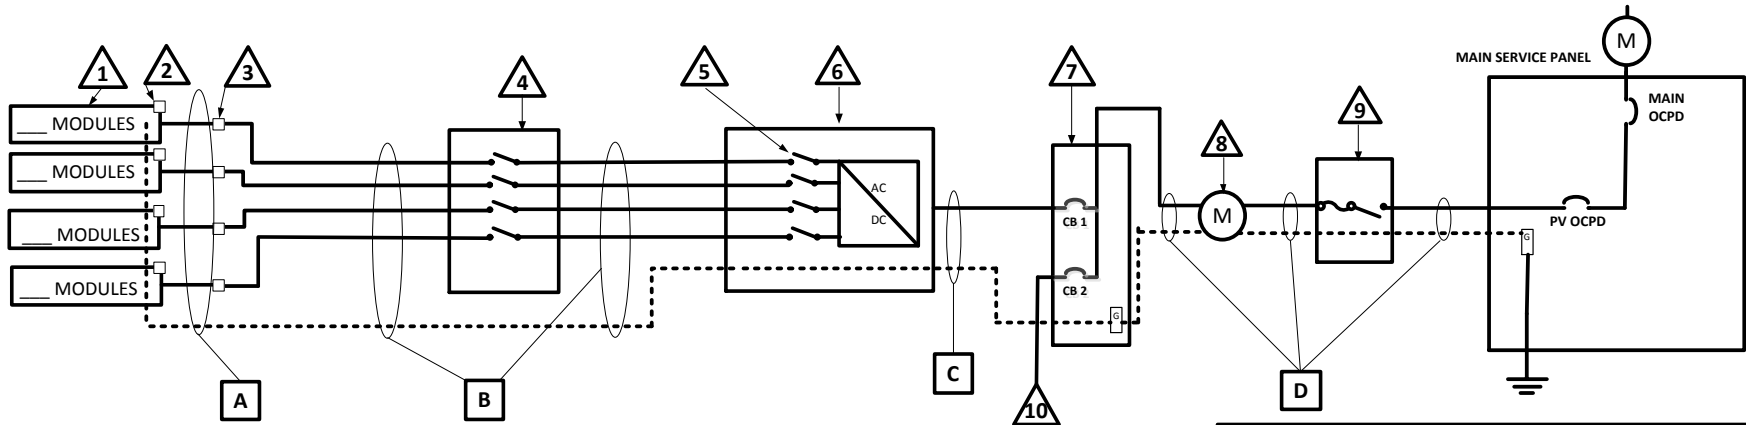 M
MAIN SERVICE PANEL
1
2
3
4
5
6
7
8
9
MAIN
OCPD
___ MODULES
___ MODULES
___ MODULES
___ MODULES
AC
DC
CB 1
M
PV OCPD
G
CB 2
G
A
B
C
10
D